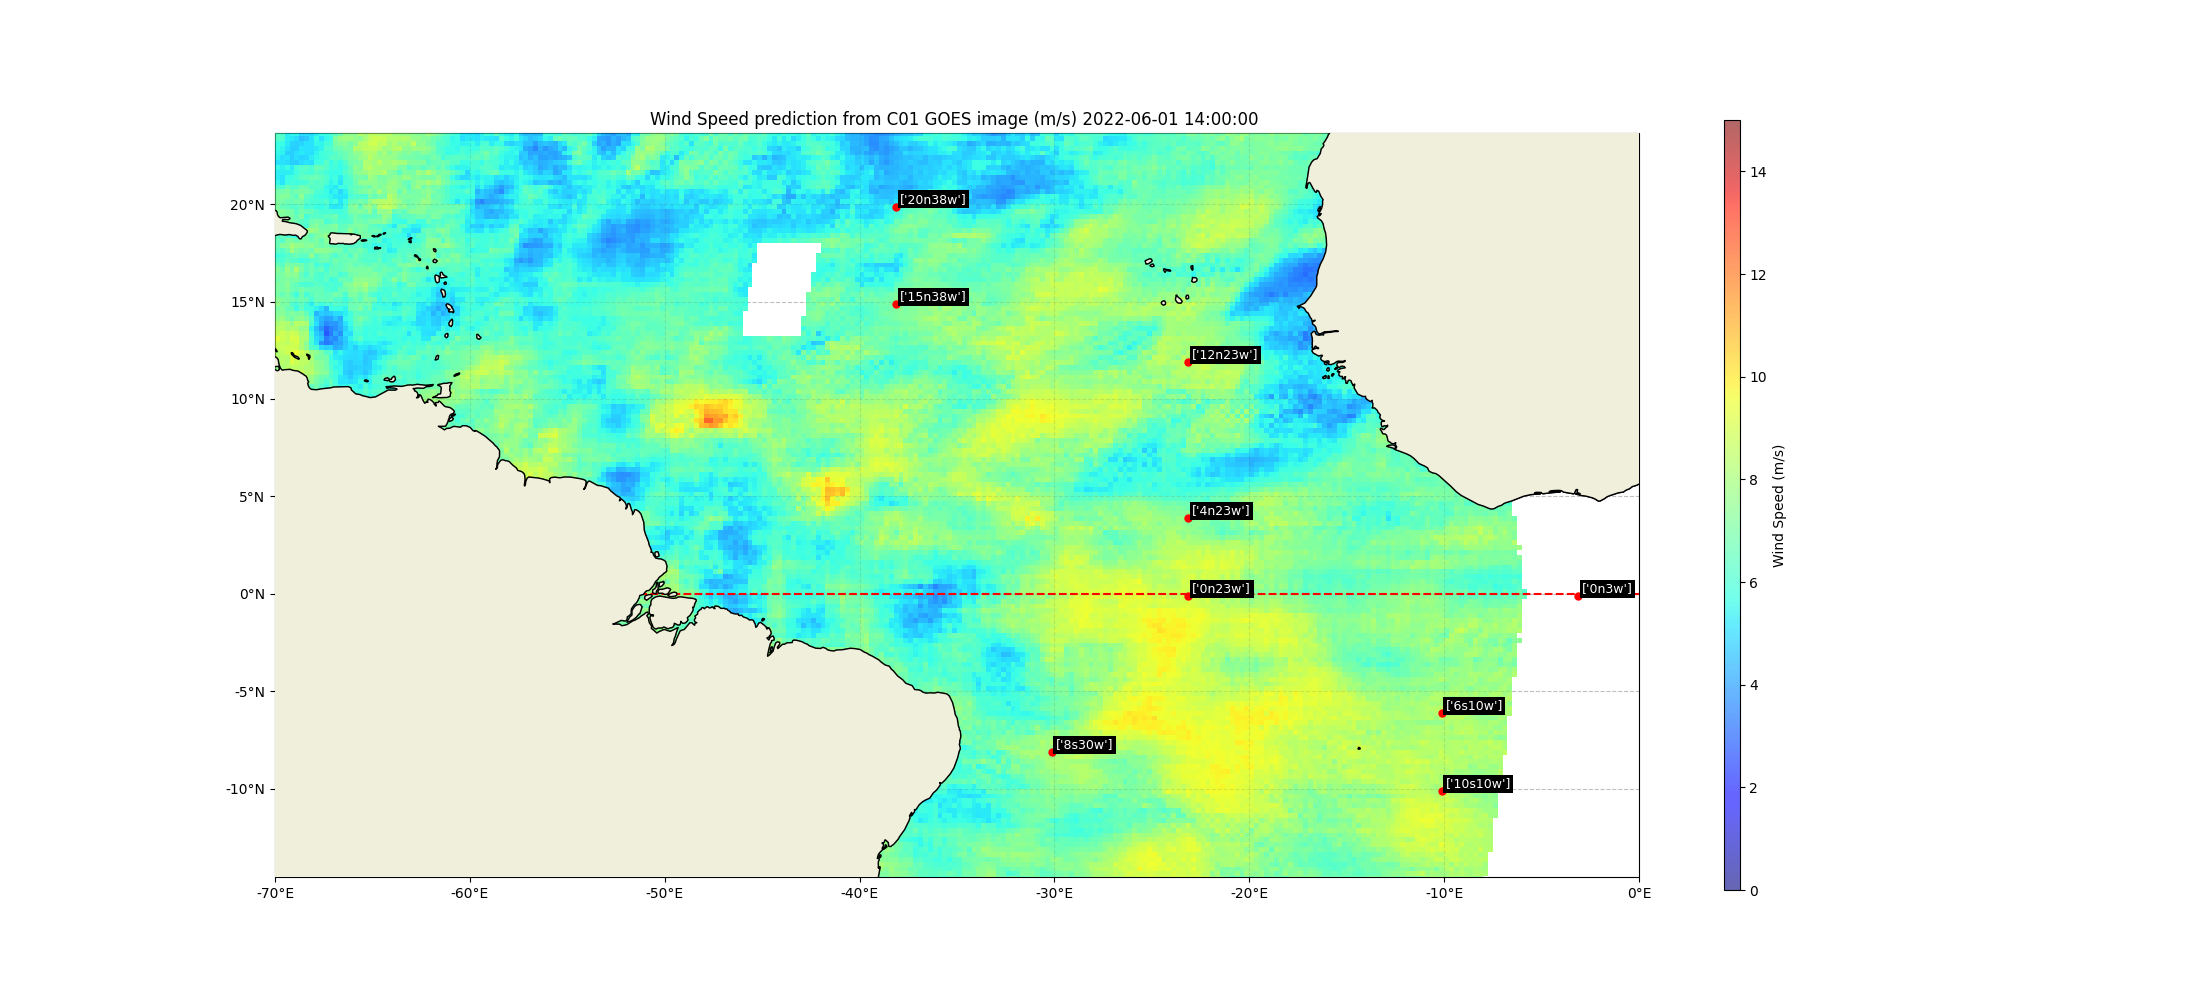 Wind Speed prediction from C01 GOES image (m/s) 2022-06-01 14:00:00
20°N
15°N
10°N
5°N
0°N
-5°N
-10°N
-70°E
-60°E
-50°E
-40°E
-30°E
-20°E
-10°E
0°E
['20n38w']
['15n38w']
['12n23w']
['4n23w']
['0n23w']
['0n3w']
['6s10w']
['8s30w']
['10s10w']
14
12
10
8
6
4
2
0
Wind Speed (m/s)